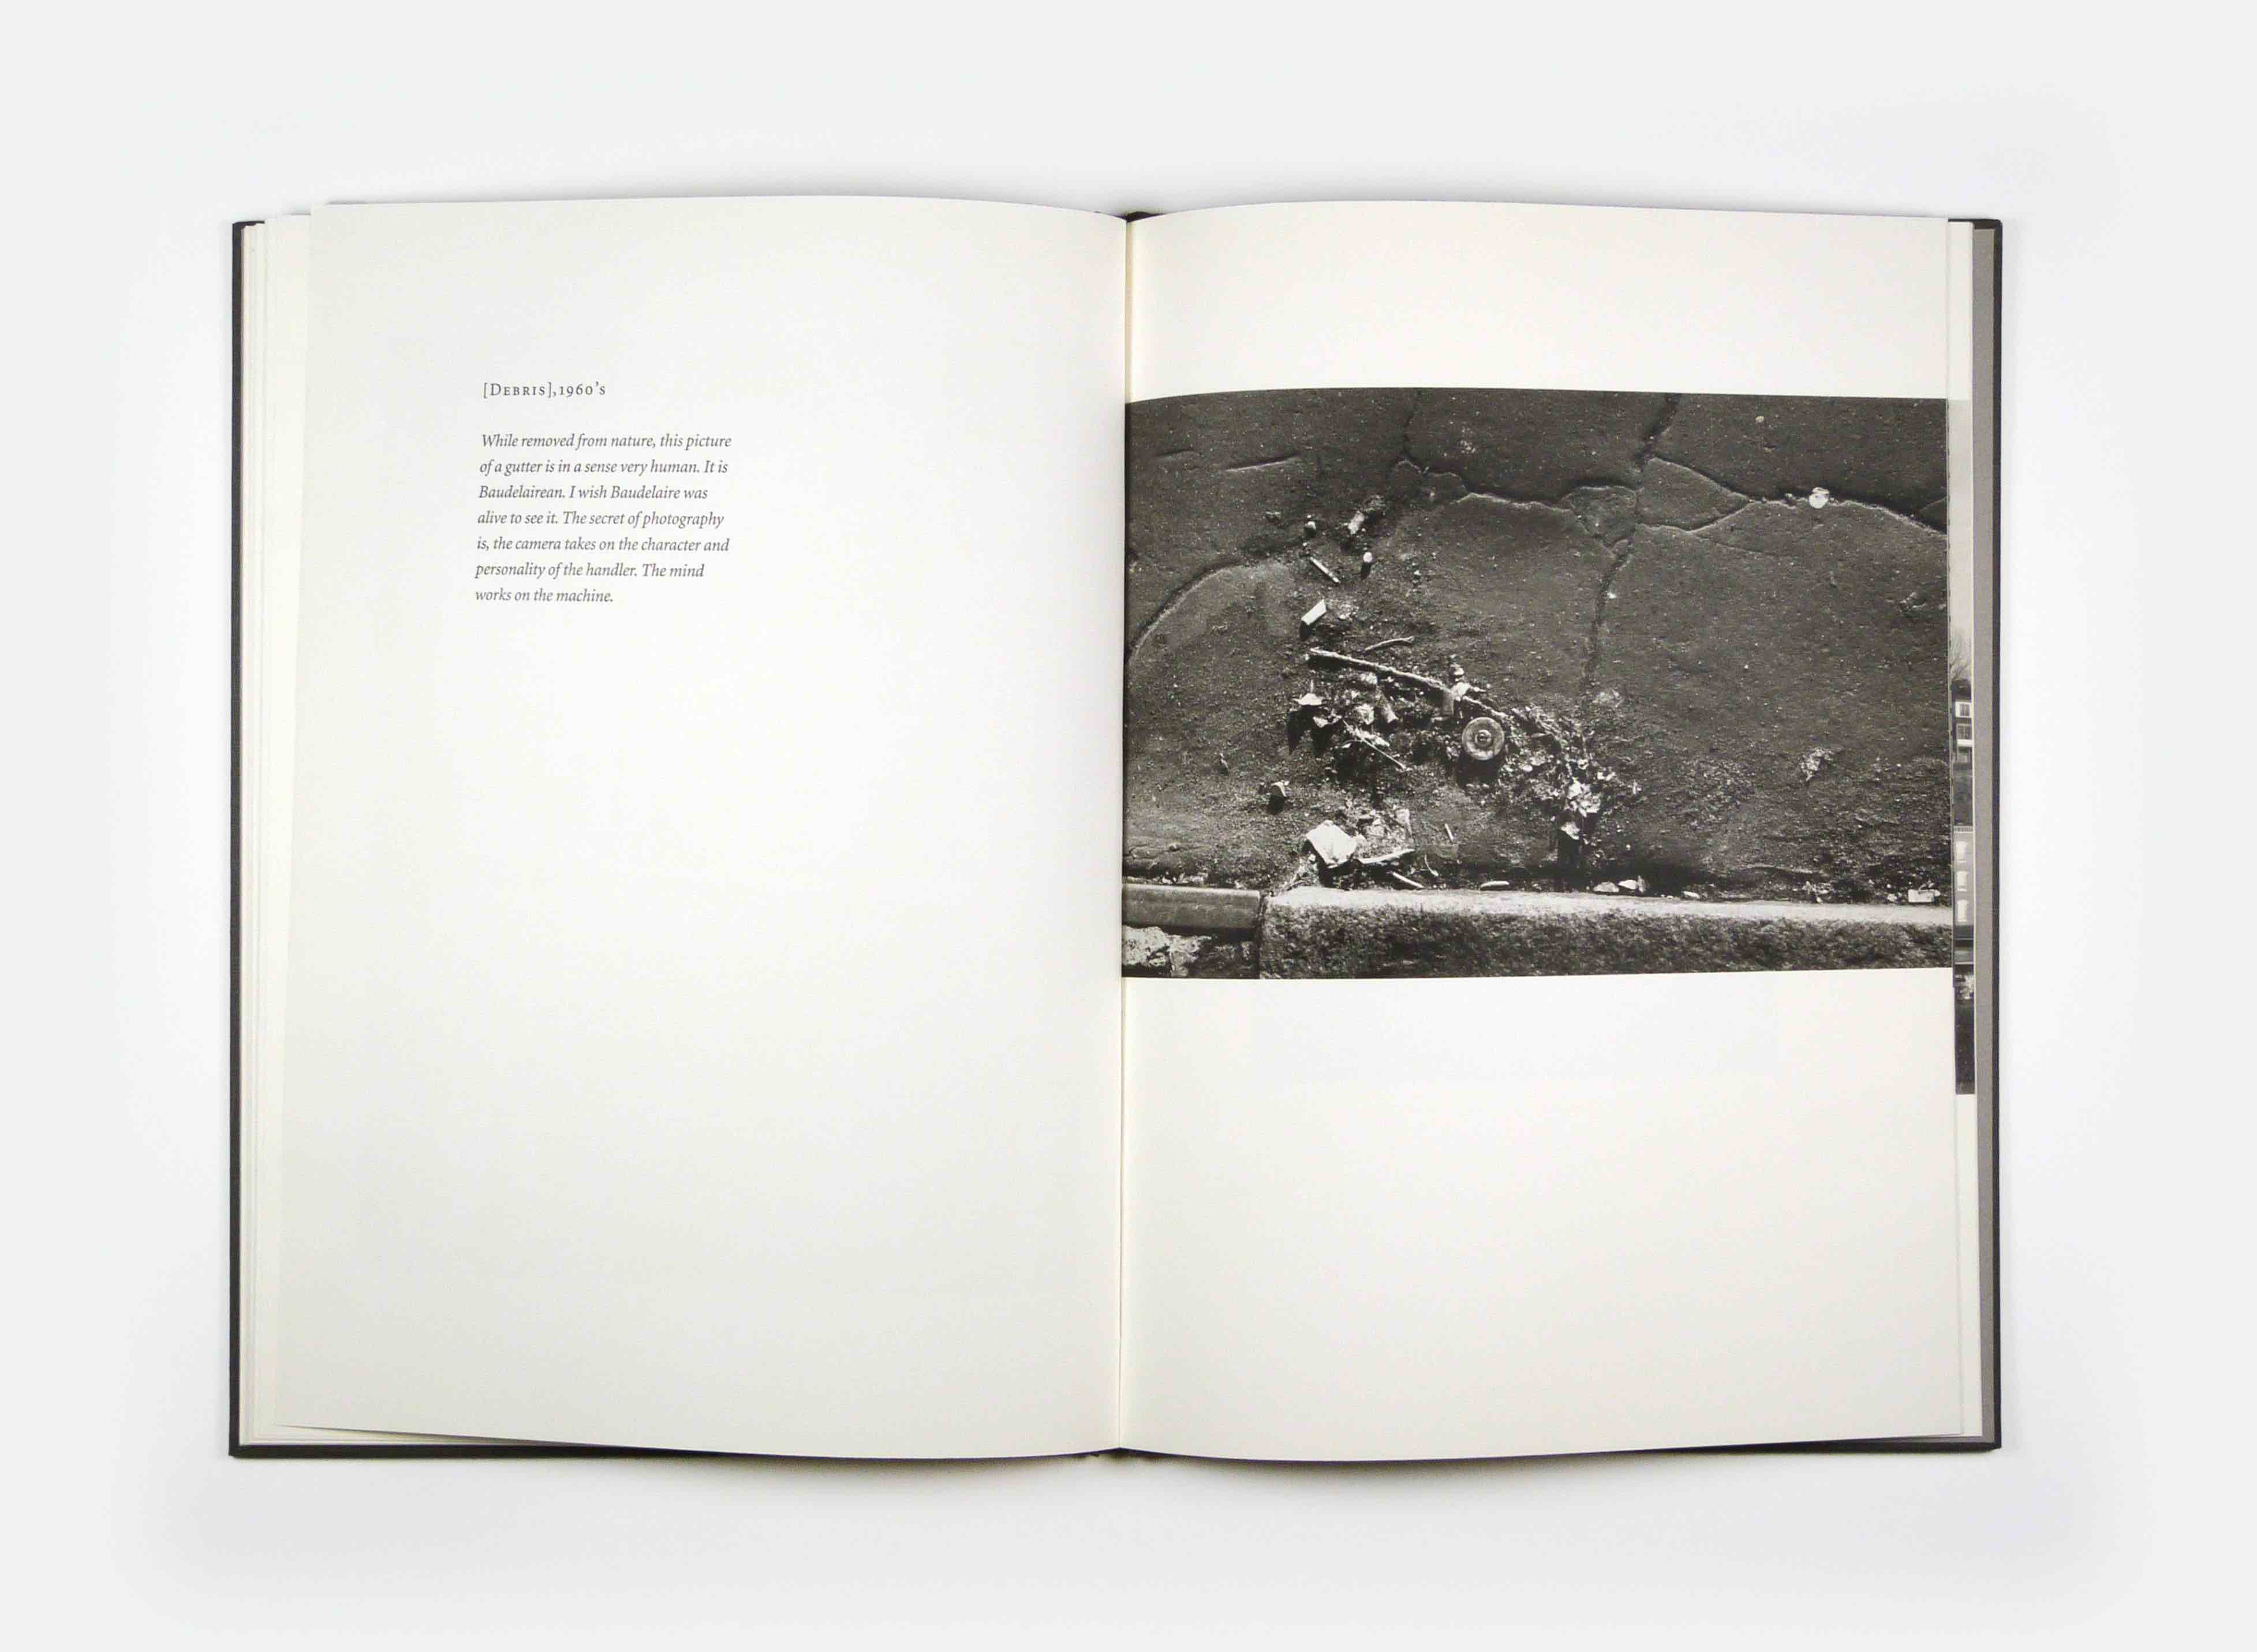 [Debris], 1960's
While removed from nature, this picture
of a gutter is in a sense very human. It is
Baudelairean. I wish Baudelaire was
alive to see it. The secret of photography
is, the camera takes on the character and
personality of the handler. The mind
works on the machine.